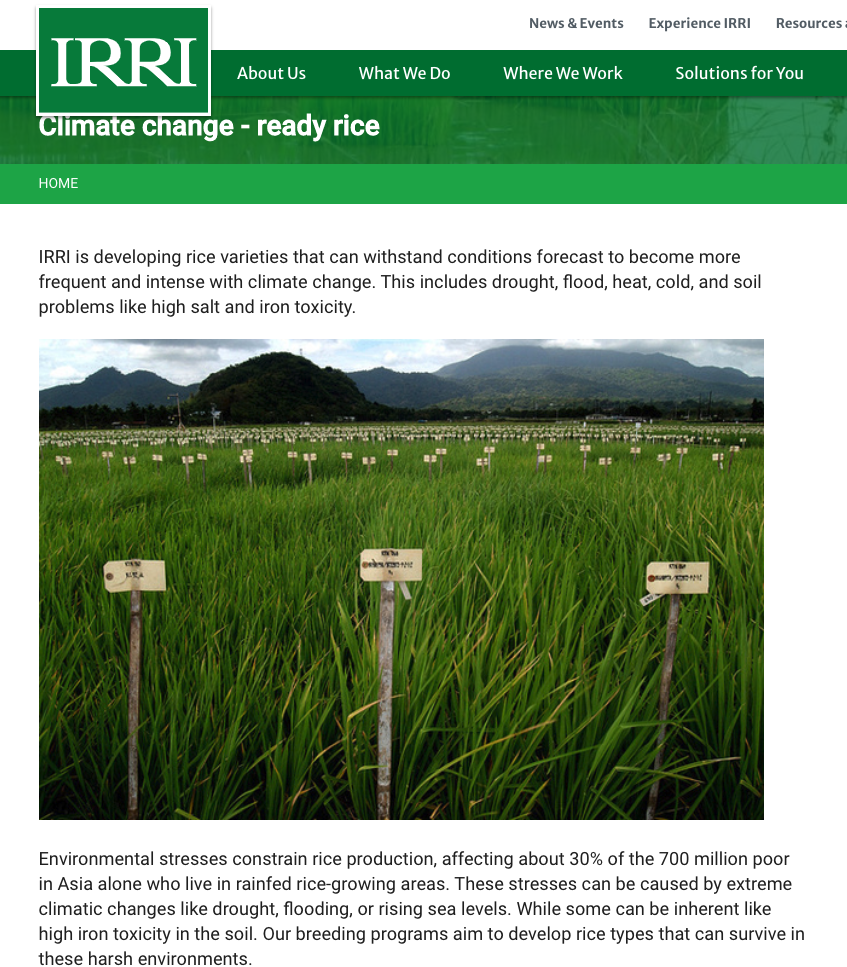 News & Events Experience IRRI Resources
IRRI
About Us What We Do Where We Work Solutions for You
Climate change - ready rice
HOME
IRRI is developing rice varieties that can withstand conditions forecast to become more
frequent and intense with climate change. This includes drought, flood, heat, cold, and soil
problems like high salt and iron toxicity.
Environmental stresses constrain rice production, affecting about 30% of the 700 million poor
in Asia alone who live in rainfed rice-growing areas. These stresses can be caused by extreme
climatic changes like drought, flooding, or rising sea levels. While some can be inherent like
high iron toxicity in the soil. Our breeding programs aim to develop rice types that can survive in
these harsh environments.